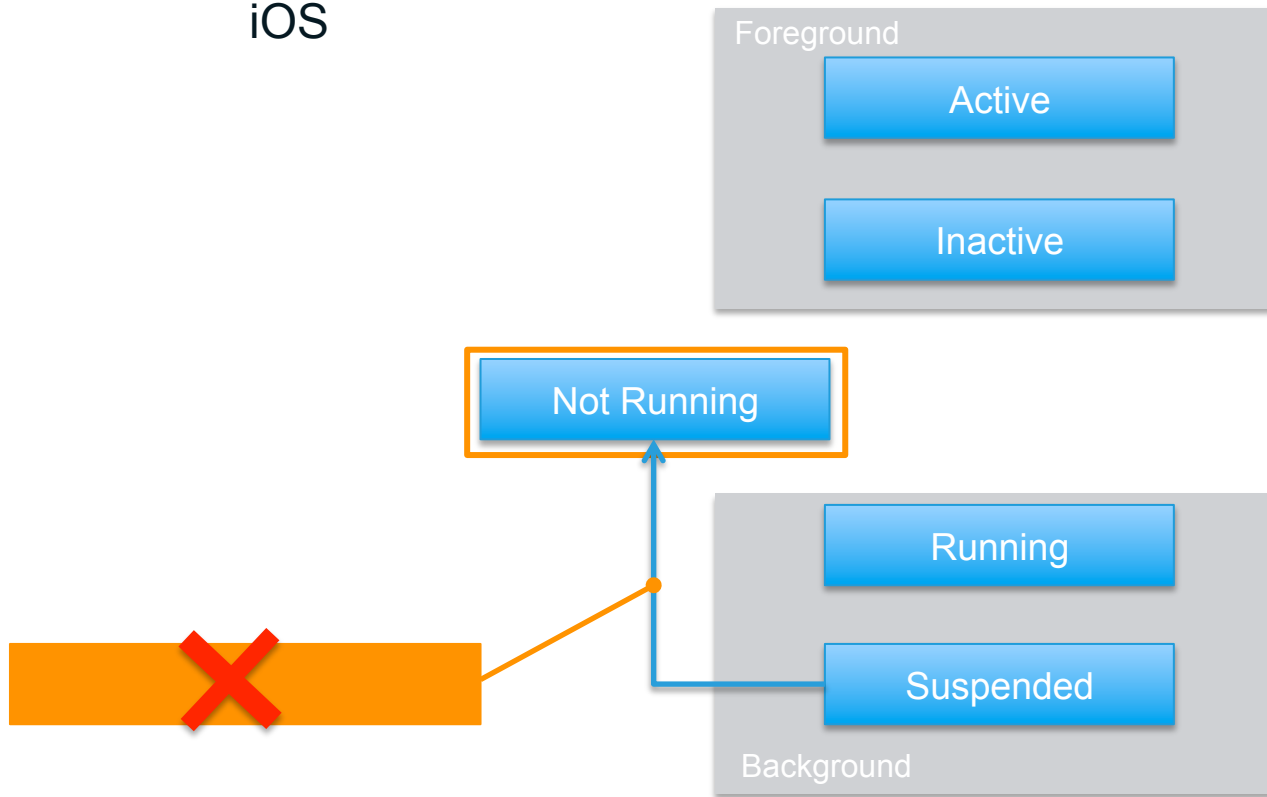 iOS
Foreground
Active
Inactive
Not Running
Running
Suspended
Background